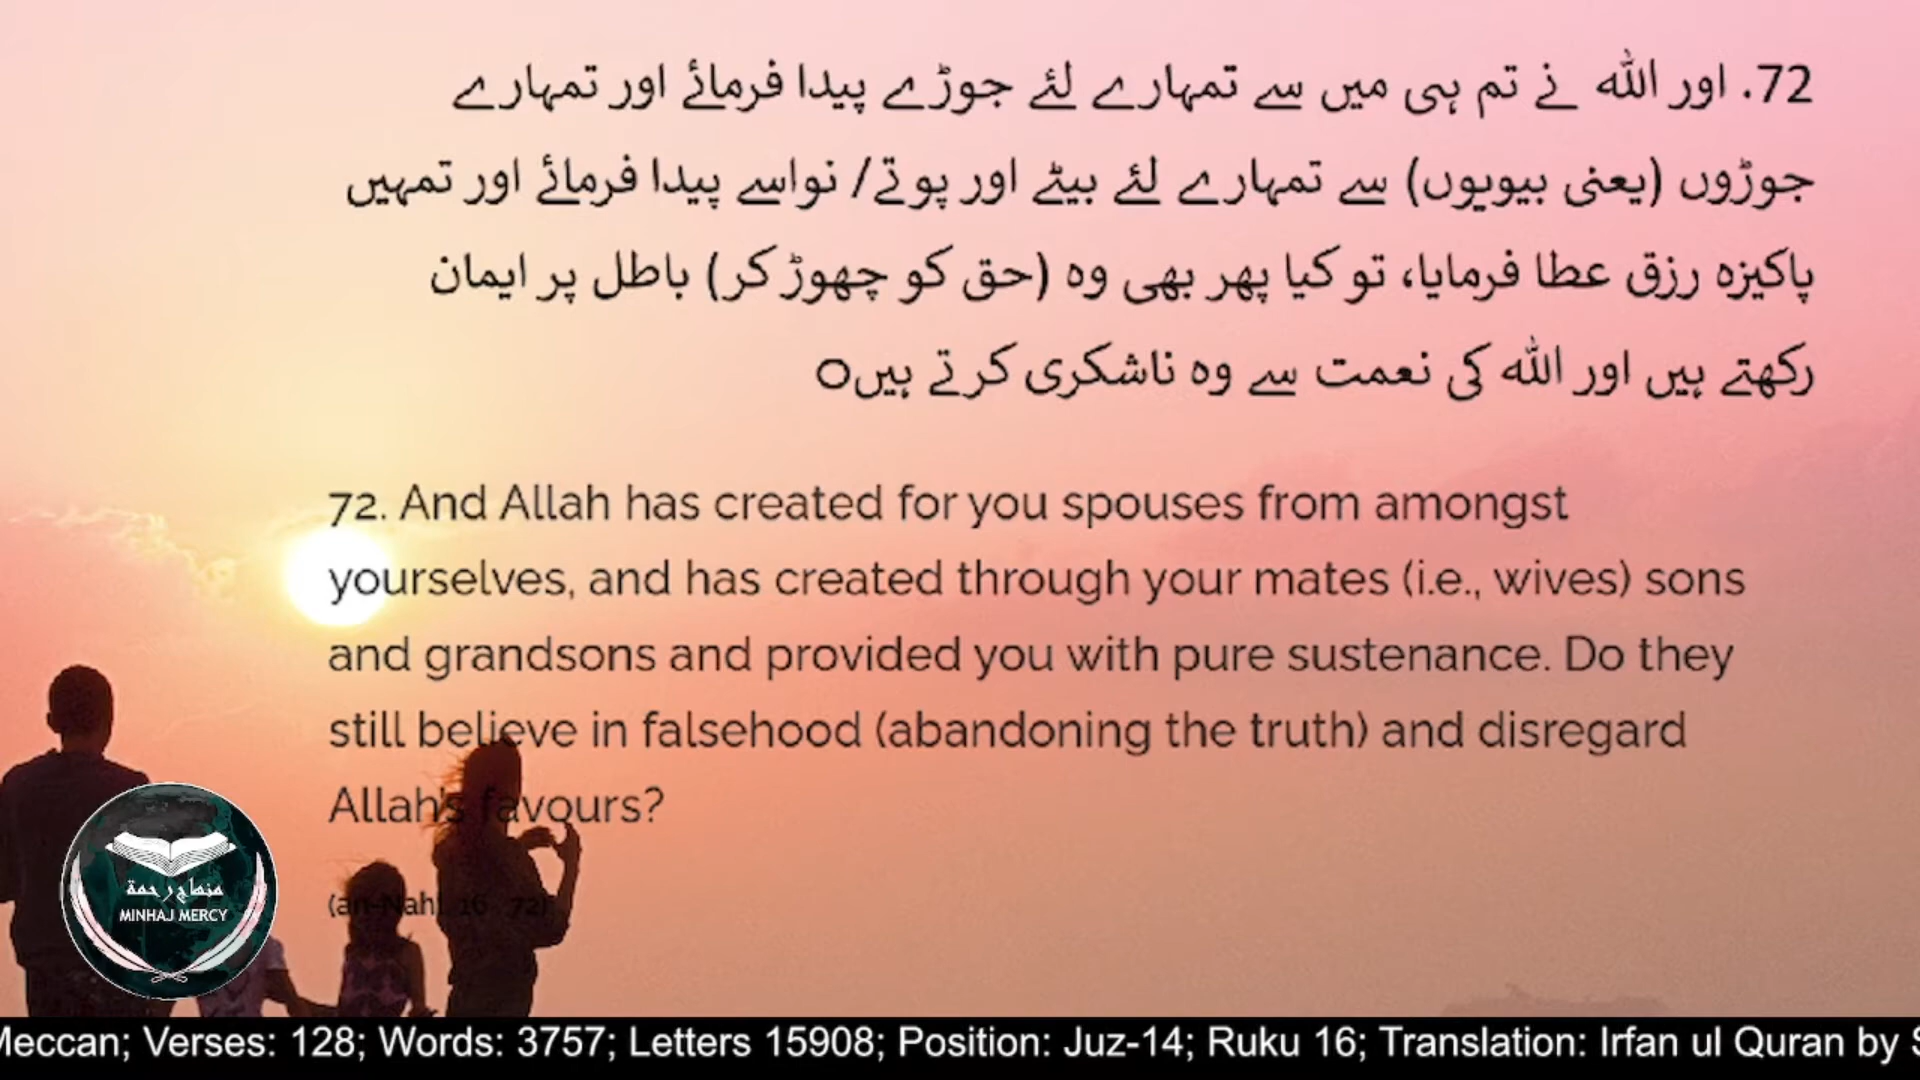 72. اور اللہ نے تم ہی میں سے تمہارے لئے جوڑے پیدا فرمائے اور تمہارے
جوڑوں (یعنی بیویوں) سے تمہارے لئے بیٹے اور پوتے/ نواسے پیدا فرمائے اور تمہیں
پاکیزہ رزق عطا فرمایا، تو کیا پھر بھی وہ (حق کو چھوڑ کر) باطل پر ایمان
رکھتے ہیں اور اللہ کی نعمت سے وہ ناشکری کرتے ہیںo
72. And Allah has created for you spouses from amongst
yourselves, and has created through your mates (i.e., wives) sons
and grandsons and provided you with pure sustenance. Do they
still believe in falsehood (abandoning the truth) and disregard
Allah's favours?
(an-Nahl, 16 : 72)
منهاج رحمة
MINHAJ MERCY
Meccan; Verses: 128; Words: 3757; Letters 15908; Position: Juz-14; Ruku 16; Translation: Irfan ul Quran by S